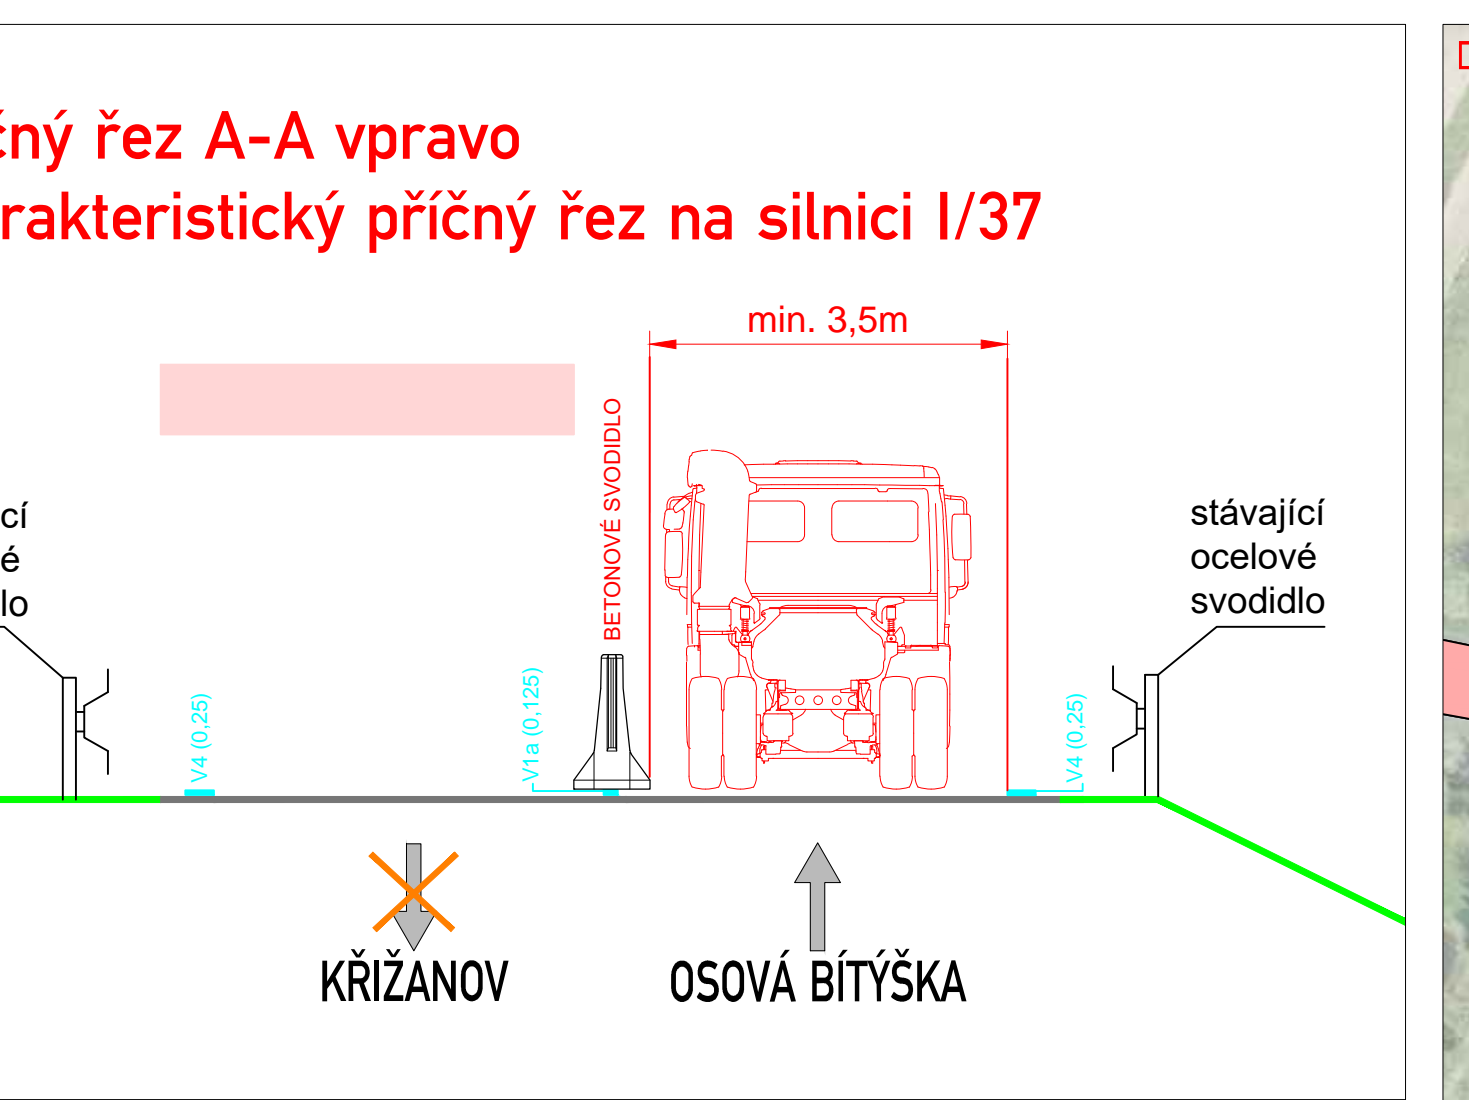 čný řez A-A vpravo
rakteristický příčný řez na silnici I/37
min. 3,5m
BETONOVÉ SVODIDLO
cí
é
lo
stávající
ocelové
svodidlo
V4 (0,25)
V1a (0,125)
V4 (0,25)
KŘIŽANOV
OSOVÁ BÍTÝŠKA